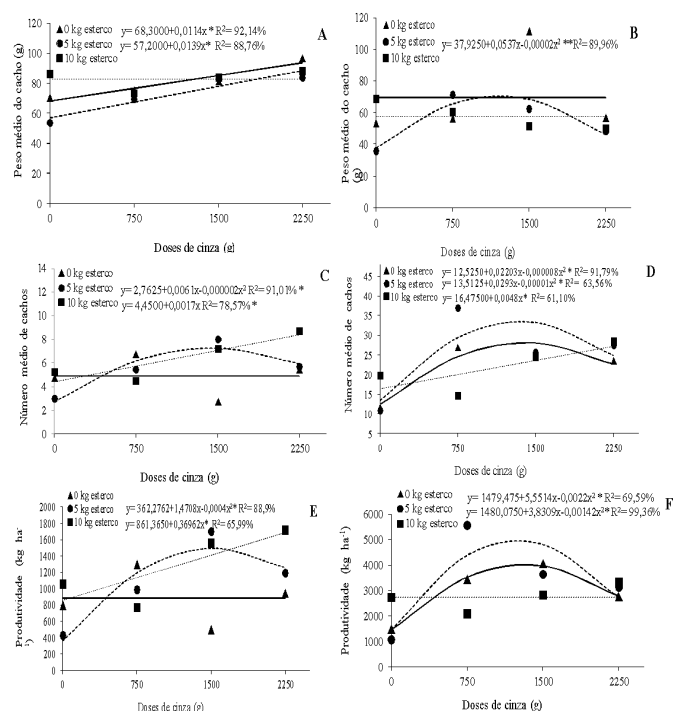 ▲ 0 kg esterco y= 68,3000+0,0114x * R²= 92,14%
● 5 kg esterco y= 57,2000+0,0139x* R²= 88,76%
■ 10 kg esterco
A
Peso médio do cacho (g)
120
100
80
60
40
20
0
0 750 1500 2250
Doses de cinza (g)
▲ 0 kg esterco
● 5 kg esterco y= 37,9250+0,0537x-0,00002x² ** R²= 89,96%
■ 10 kg esterco
B
Peso médio do cacho (g)
120
100
80
60
40
20
0
0 750 1500 2250
Doses de cinza (g)
▲ 0 kg esterco
● 5 kg esterco y= 2,7625+0,0061x-0,000002x² R²= 91,01% *
■ 10 kg esterco y= 4,4500+0,0017x R²= 78,57% *
C
Número médio de cachos
14
12
10
8
6
4
2
0
0 750 1500 2250
Doses de cinza (g)
▲ 0 kg esterco y= 12,5250+0,02203x-0,000008x² * R²= 91,79%
● 5 kg esterco y= 13,5125+0,0293x-0,00001x² * R²= 63,56%
■ 10 kg esterco y= 16,47500+0,0048x* R²= 61,10%
D
Número médio de cachos
45
40
35
30
25
20
15
10
5
0 750 1500 2250
Doses de cinza (g)
▲ 0 kg esterco
● 5 kg esterco y= 362,2762+1,4708x-0,0004x²* R²= 88,9%
■ 10 kg esterco y= 861,3650+0,36962x* R²= 65,99%
E
Produtividade (kg ha⁻¹)
2000
1800
1600
1400
1200
1000
800
600
400
200
0
0 750 1500 2250
Doses de cinza (g)
▲ 0 kg esterco y= 1479,475+5,5514x-0,0022x² * R²= 69,59%
● 5 kg esterco y= 1480,0750+3,8309x-0,00142x²* R²= 99,36%
■ 10 kg esterco
F
Produtividade (kg ha⁻¹)
6000
5000
4000
3000
2000
1000
0
0 750 1500 2250
Doses de cinza (g)